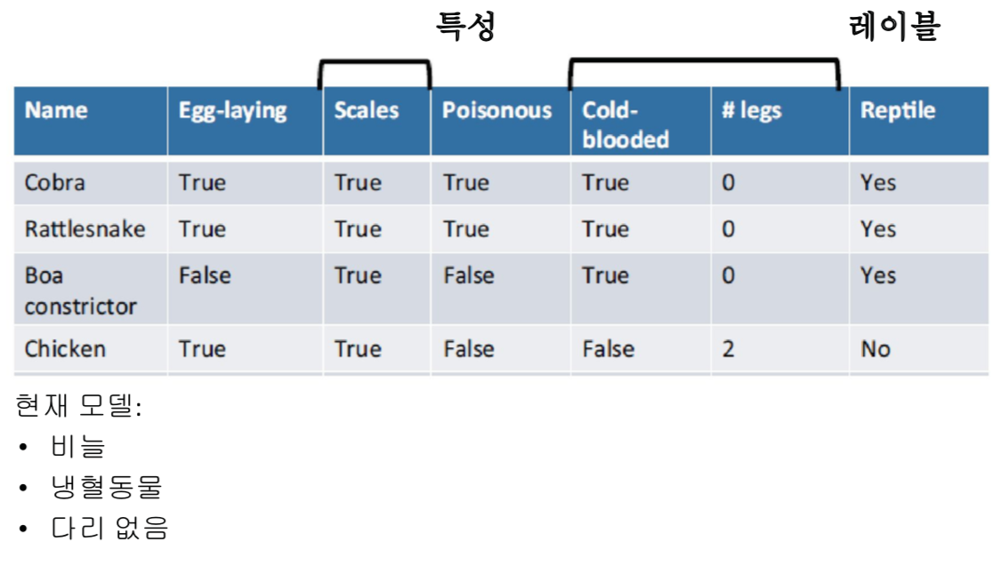 특성 레이블
Name Egg-laying Scales Poisonous Cold-blooded # legs Reptile
Cobra True True True True 0 Yes
Rattlesnake True True True True 0 Yes
Boa constrictor False True False True 0 Yes
Chicken True True False False 2 No
현재 모델:
• 비늘
• 냉혈동물
• 다리 없음